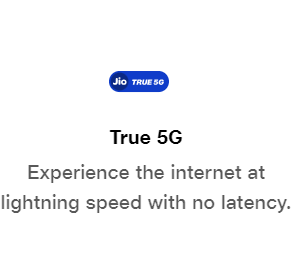 Jio TRUE 5G
True 5G
Experience the internet at
lightning speed with no latency.